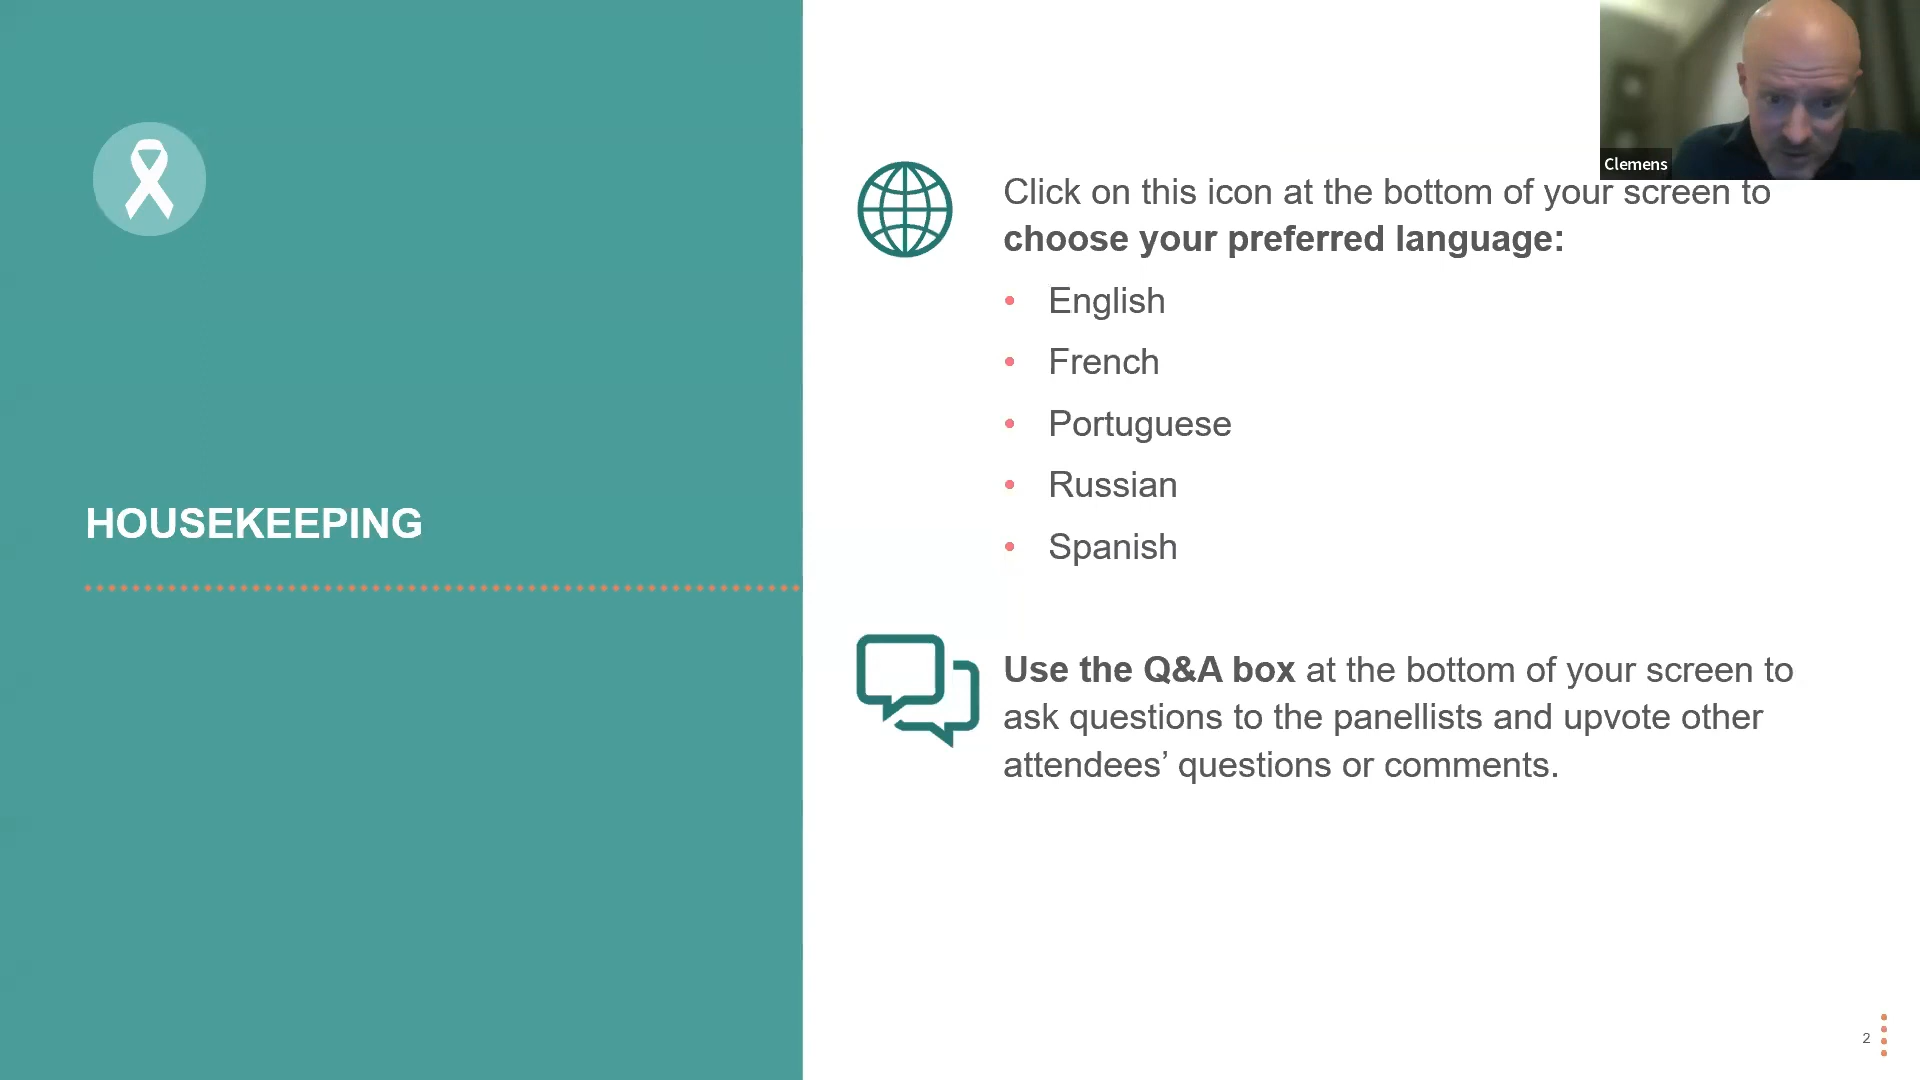 Clemens
Click on this icon at the bottom of your screen to
choose your preferred language:
• English
• French
• Portuguese
• Russian
• Spanish
HOUSEKEEPING
Use the Q&A box at the bottom of your screen to
ask questions to the panellists and upvote other
attendees’ questions or comments.
2